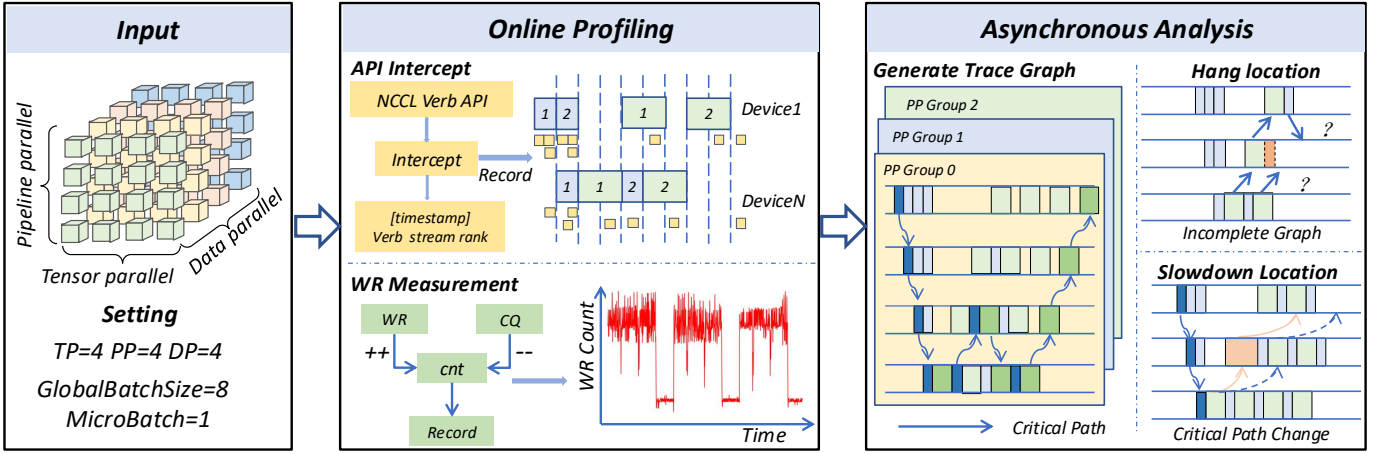 Input
Pipeline parallel
Data parallel
Tensor parallel
Setting
TP=4 PP=4 DP=4
GlobalBatchSize=8
MicroBatch=1
Online Profiling
API Intercept
NCCL Verb API
Intercept
Record
[timestamp]
Verb stream rank
1 2 1 2
Device1
1 1 2 2
DeviceN
WR Measurement
WR
CQ
++
--
cnt
Record
WR Count
Time
Asynchronous Analysis
Generate Trace Graph
PP Group 2
PP Group 1
PP Group 0
Critical Path
Hang location
?
?
Incomplete Graph
Slowdown Location
Critical Path Change